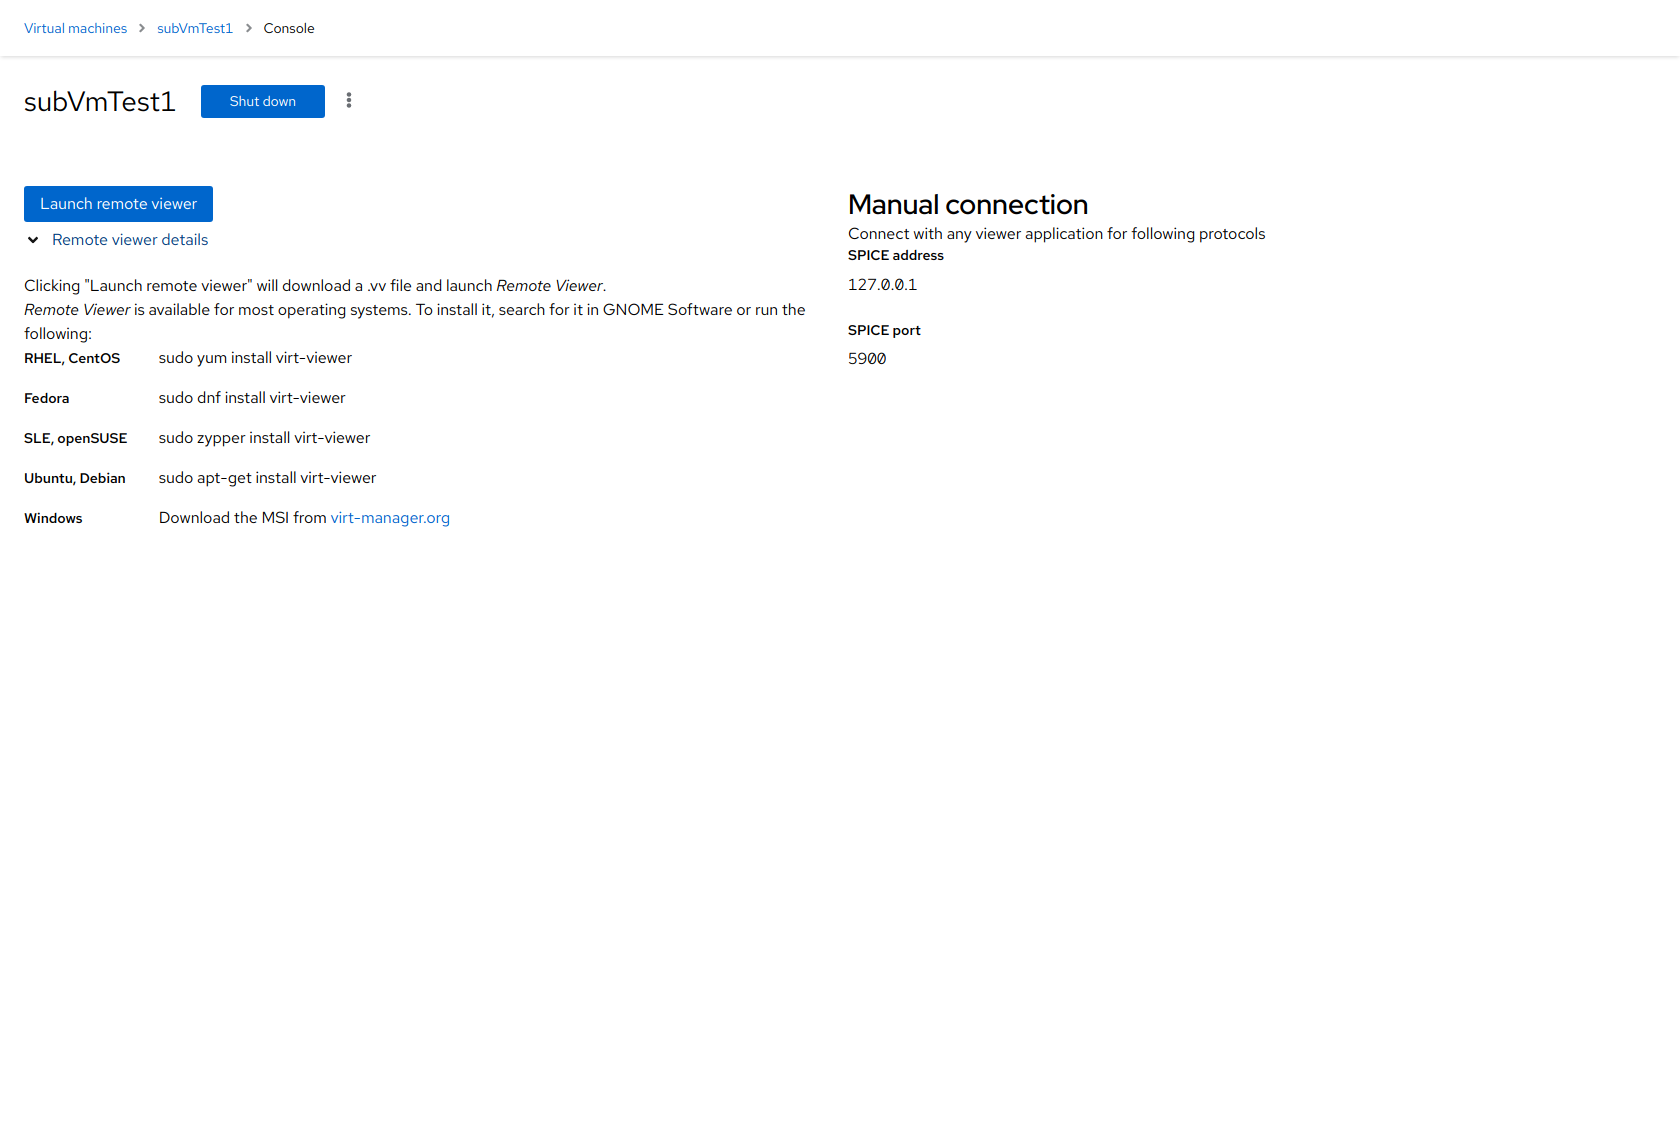 Virtual machines > subVmTest1 > Console
subVmTest1
Shut down
Launch remote viewer
Remote viewer details
Clicking "Launch remote viewer" will download a .vv file and launch Remote Viewer.
Remote Viewer is available for most operating systems. To install it, search for it in GNOME Software or run the
following:
RHEL, CentOS sudo yum install virt-viewer
Fedora sudo dnf install virt-viewer
SLE, openSUSE sudo zypper install virt-viewer
Ubuntu, Debian sudo apt-get install virt-viewer
Windows Download the MSI from virt-manager.org
Manual connection
Connect with any viewer application for following protocols
SPICE address
127.0.0.1
SPICE port
5900